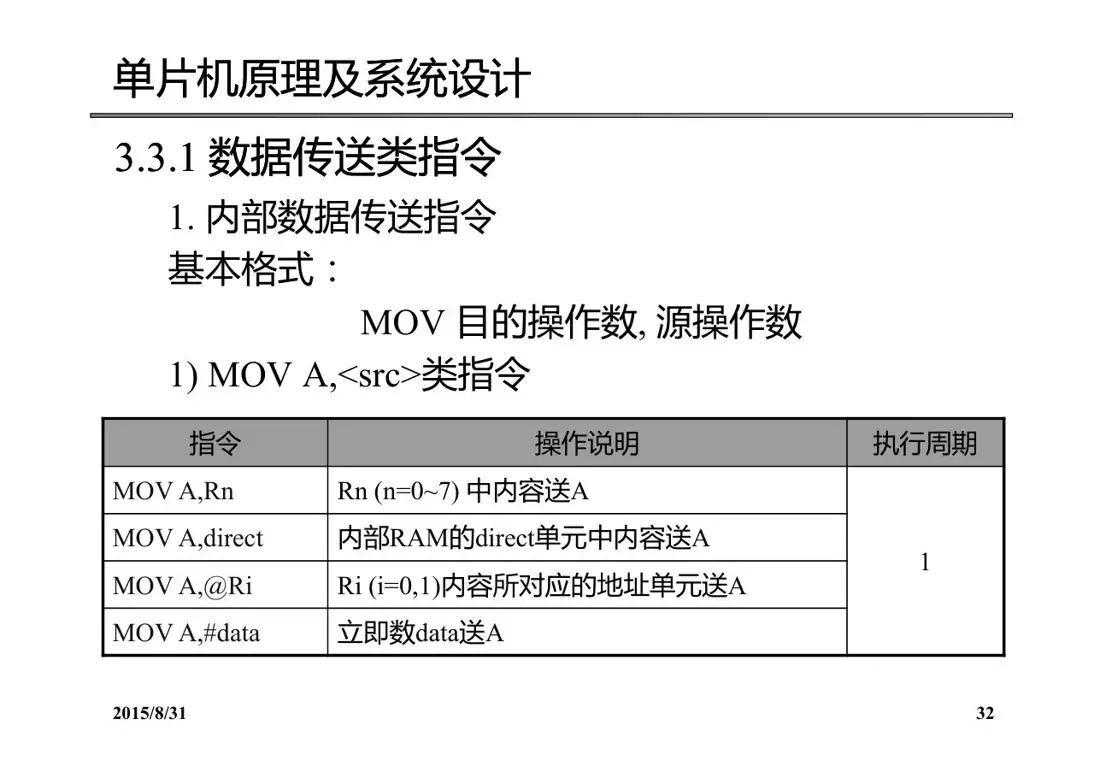 单片机原理及系统设计
3.3.1 数据传送类指令
1. 内部数据传送指令
基本格式：
MOV 目的操作数, 源操作数
1) MOV A,<src>类指令
指令 操作说明 执行周期
MOV A,Rn Rn (n=0~7) 中内容送A
MOV A,direct 内部RAM的direct单元中内容送A
1
MOV A,@Ri Ri (i=0,1)内容所对应的地址单元送A
MOV A,#data 立即数data送A
2015/8/31 32